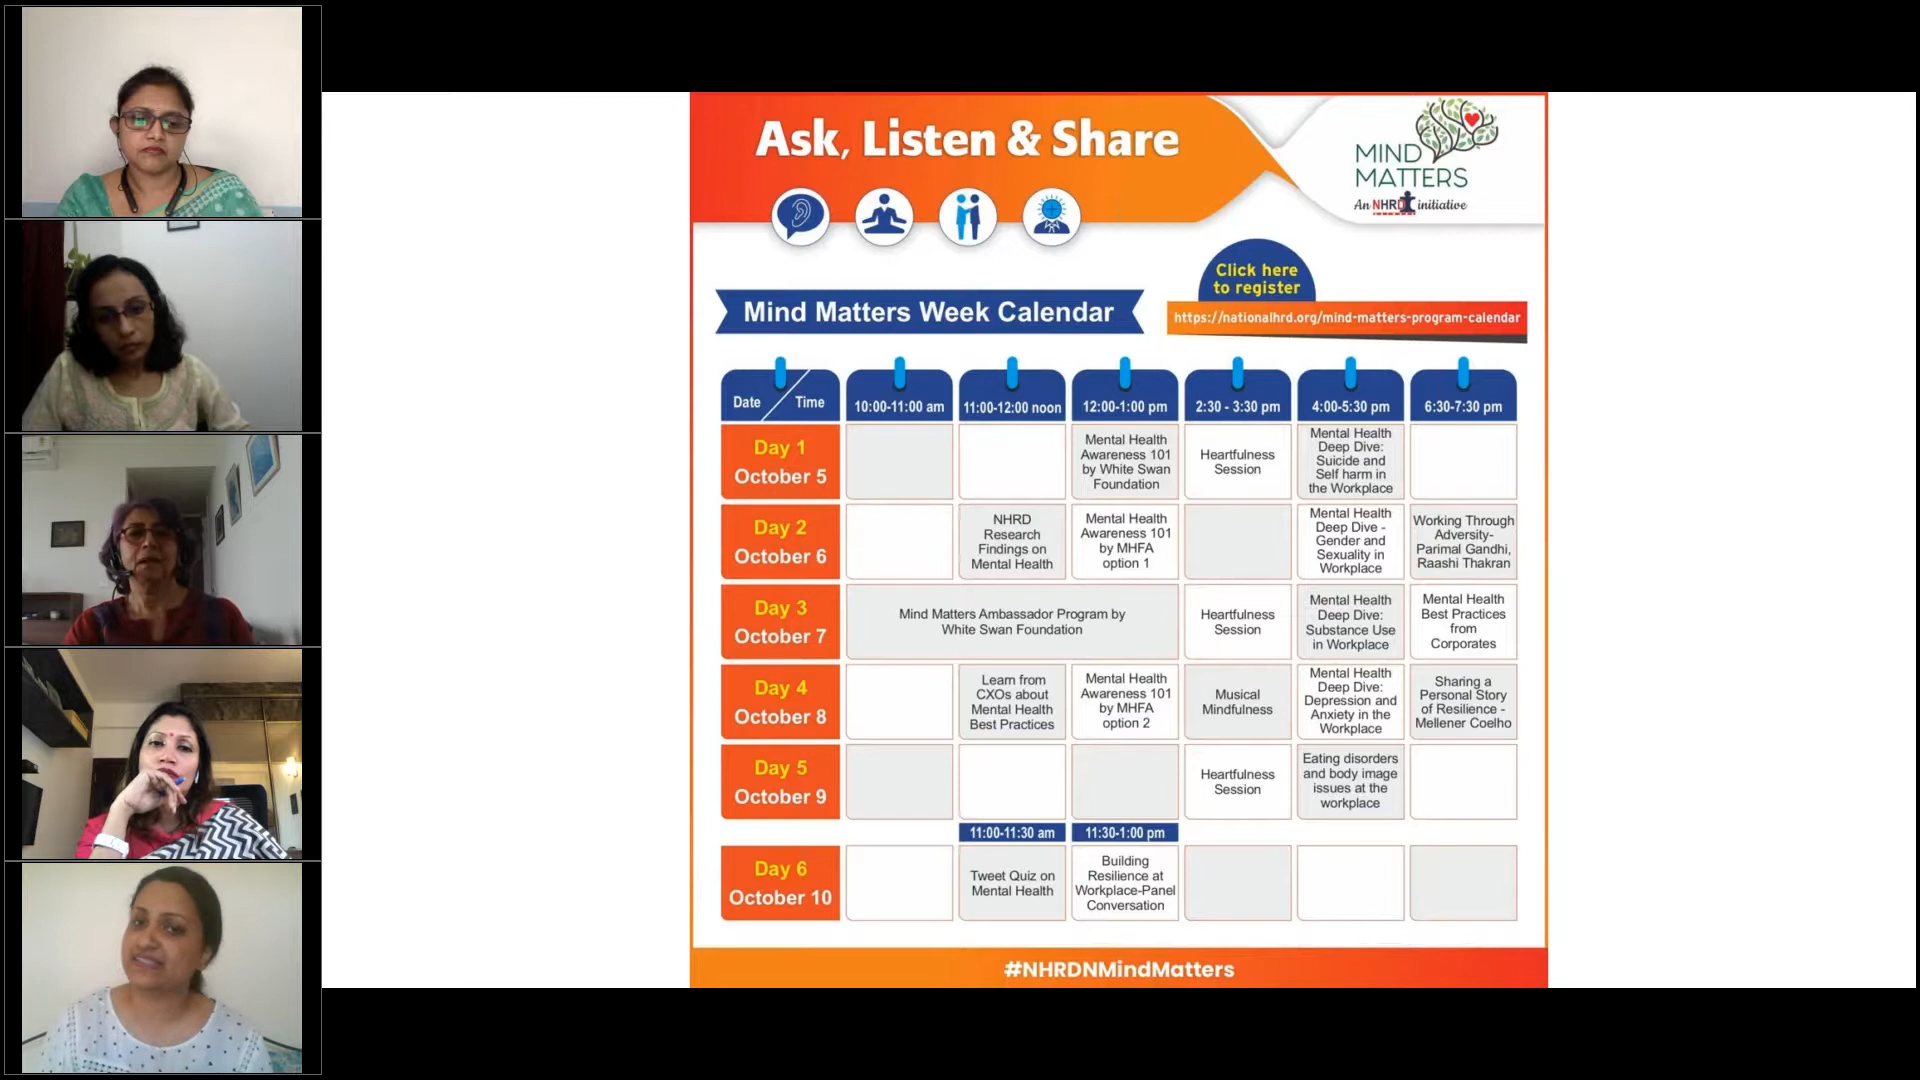 Ask, Listen & Share
MIND
MATTERS
An NHRD initiative
Click here
to register
Mind Matters Week Calendar
https://nationalhrd.org/mind-matters-program-calendar
Date / Time
10:00-11:00 am
11:00-12:00 noon
12:00-1:00 pm
2:30 - 3:30 pm
4:00-5:30 pm
6:30-7:30 pm
Day 1
October 5
Mental Health
Awareness 101
by White Swan
Foundation
Heartfulness
Session
Mental Health
Deep Dive:
Suicide and
Self harm in
the Workplace
Day 2
October 6
NHRD
Research
Findings on
Mental Health
Mental Health
Awareness 101
by MHFA
option 1
Mental Health
Deep Dive -
Gender and
Sexuality in
Workplace
Working Through
Adversity-
Parimal Gandhi,
Raashi Thakran
Day 3
October 7
Mind Matters Ambassador Program by
White Swan Foundation
Heartfulness
Session
Mental Health
Deep Dive:
Substance Use
in Workplace
Mental Health
Best Practices
from
Corporates
Day 4
October 8
Learn from
CXOs about
Mental Health
Best Practices
Mental Health
Awareness 101
by MHFA
option 2
Musical
Mindfulness
Mental Health
Deep Dive:
Depression and
Anxiety in the
Workplace
Sharing a
Personal Story
of Resilience -
Mellener Coelho
Day 5
October 9
Heartfulness
Session
Eating disorders
and body image
issues at the
workplace
11:00-11:30 am
11:30-1:00 pm
Day 6
October 10
Tweet Quiz on
Mental Health
Building
Resilience at
Workplace-Panel
Conversation
#NHRDNMindMatters